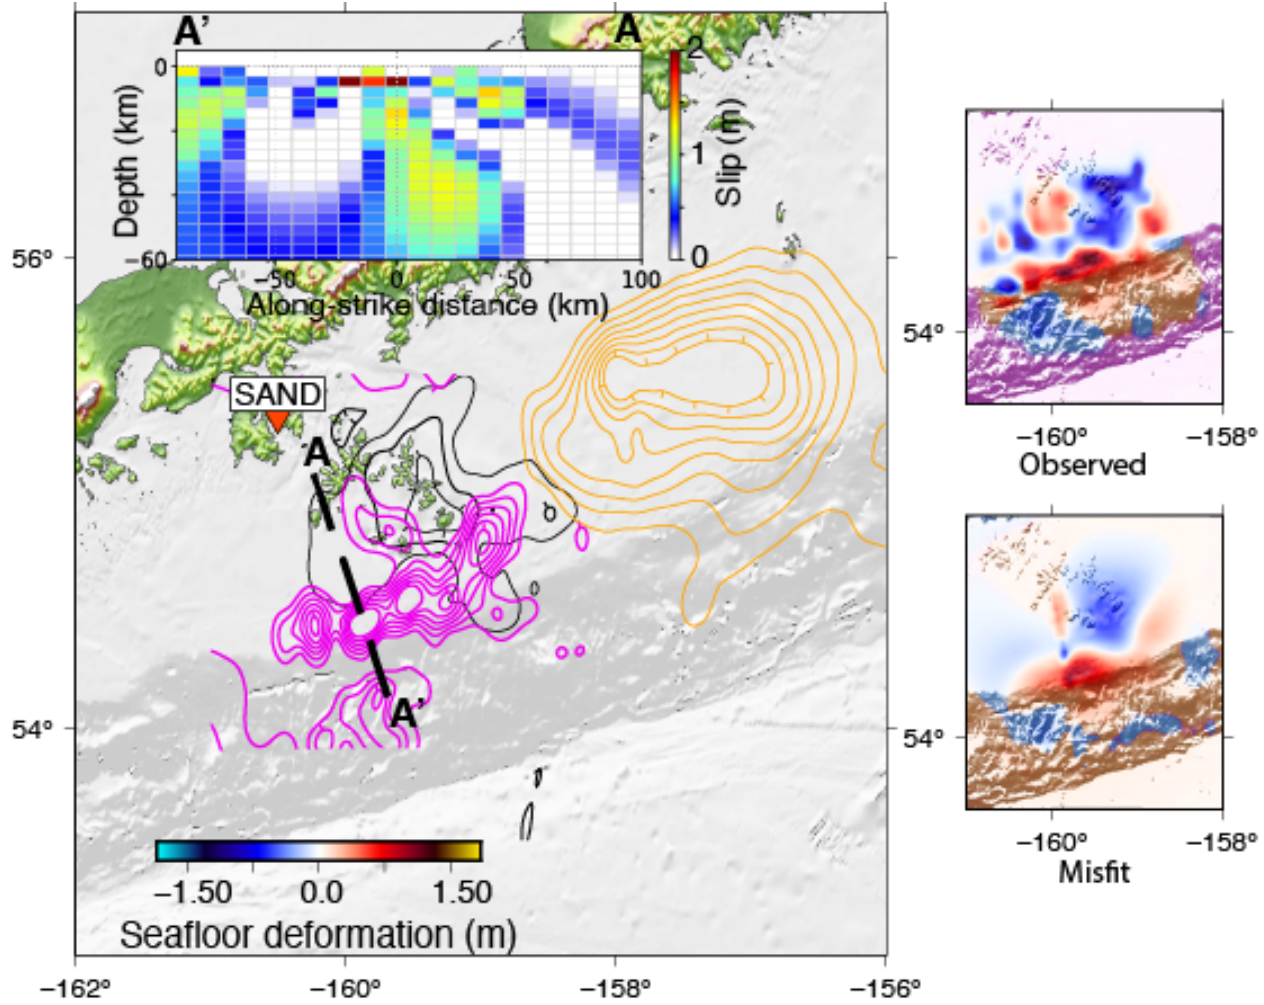 A'
A
0
Depth (km)
−60
−50
0
50
100
Along-strike distance (km)
2
1
0
Slip (m)
56°
54°
SAND
A
A'
−1.50
0.0
1.50
Seafloor deformation (m)
−162°
−160°
−158°
−156°
54°
−160°
−158°
Observed
54°
−160°
−158°
Misfit